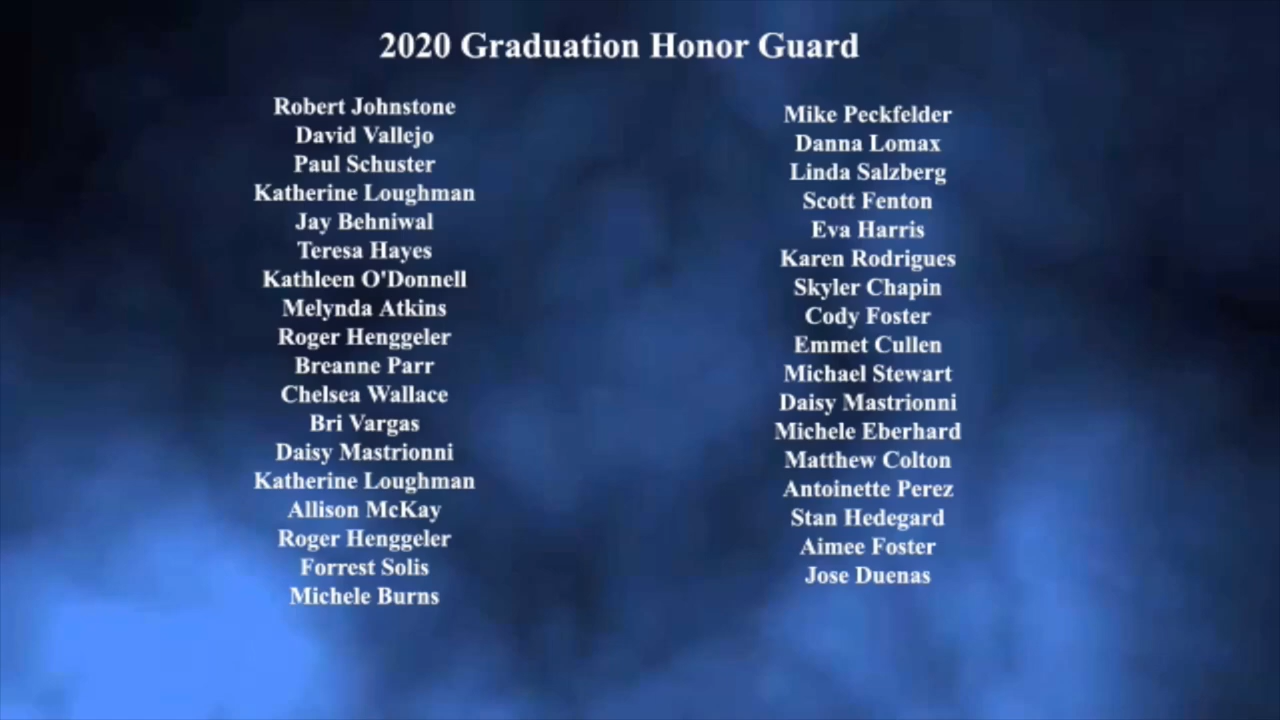 2020 Graduation Honor Guard
Robert Johnstone
David Vallejo
Paul Schuster
Katherine Loughman
Jay Behniwal
Teresa Hayes
Kathleen O'Donnell
Melynda Atkins
Roger Henggeler
Breanne Parr
Chelsea Wallace
Bri Vargas
Daisy Mastrionni
Katherine Loughman
Allison McKay
Roger Henggeler
Forrest Solis
Michele Burns
Mike Peckfelder
Danna Lomax
Linda Salzberg
Scott Fenton
Eva Harris
Karen Rodrigues
Skyler Chapin
Cody Foster
Emmet Cullen
Michael Stewart
Daisy Mastrionni
Michele Eberhard
Matthew Colton
Antoinette Perez
Stan Hedegard
Aimee Foster
Jose Duenas